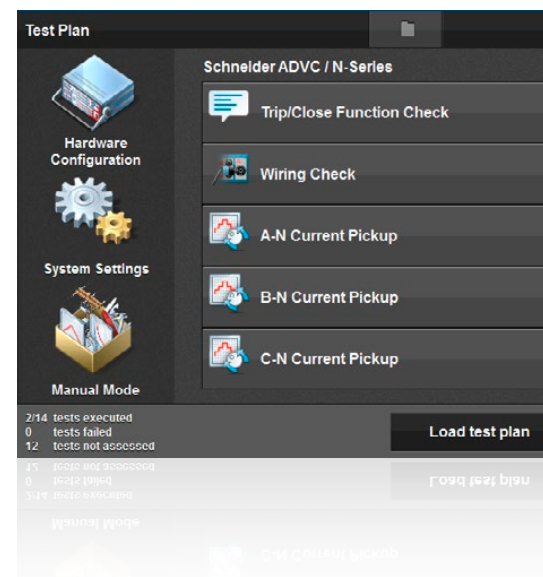 Test Plan
Schneider ADVC / N-Series
Hardware
Configuration
System Settings
Manual Mode
Trip/Close Function Check
Wiring Check
A-N Current Pickup
B-N Current Pickup
C-N Current Pickup
2/14 tests executed
0 tests failed
12 tests not assessed
Load test plan